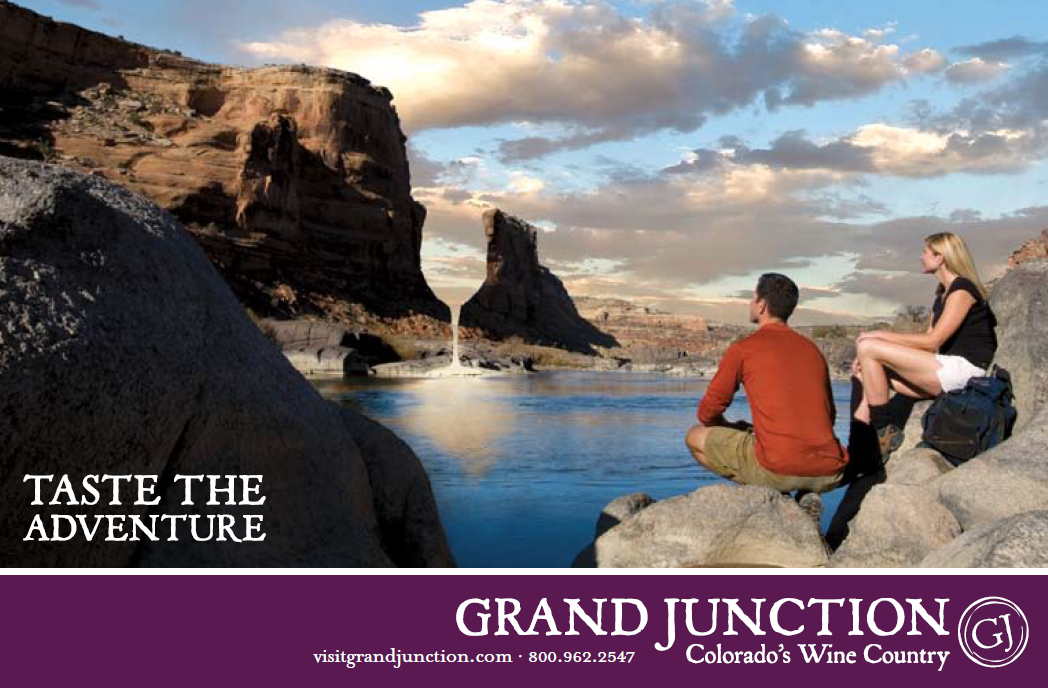 TASTE THE
ADVENTURE
GRAND JUNCTION
GJ
visitgrandjunction.com · 800.962.2547
Colorado's Wine Country